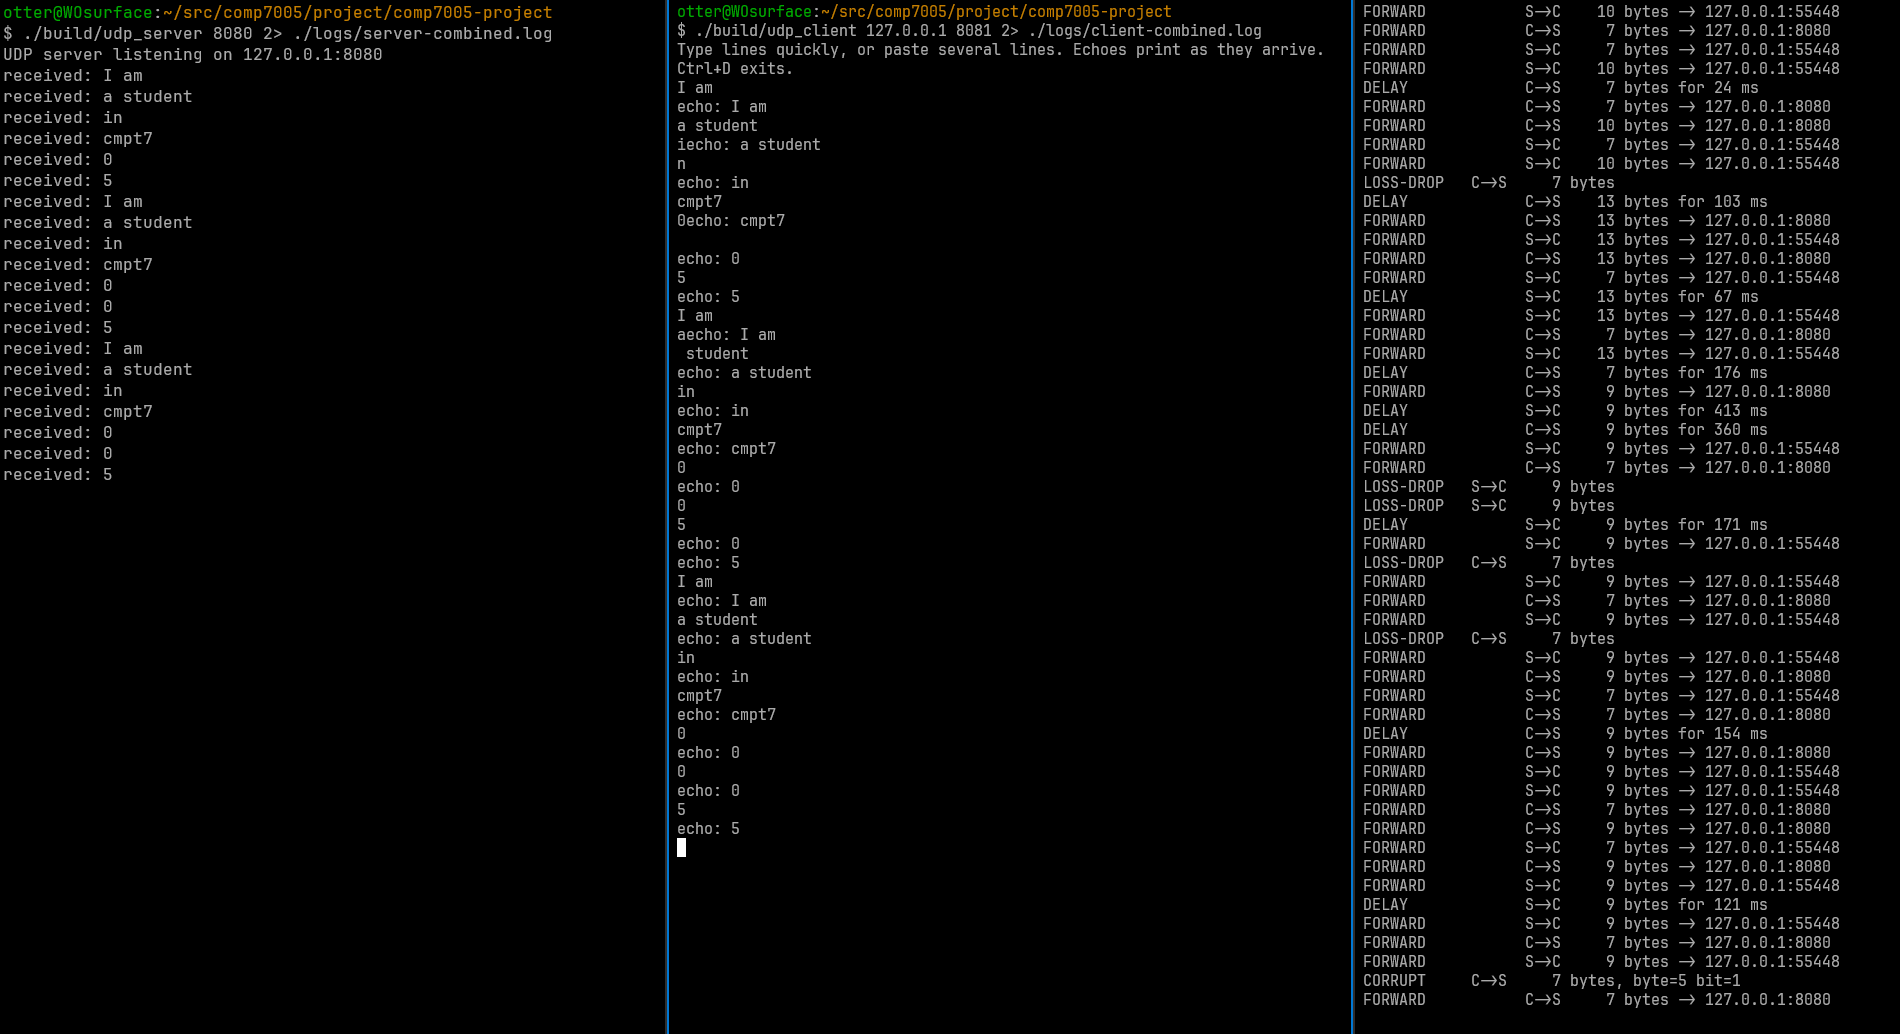 otter@WOsurface:~/src/comp7005/project/comp7005-project
$ ./build/udp_server 8080 2> ./logs/server-combined.log
UDP server listening on 127.0.0.1:8080
received: I am
received: a student
received: in
received: cmpt7
received: 0
received: 5
received: I am
received: a student
received: in
received: cmpt7
received: 0
received: 0
received: 5
received: I am
received: a student
received: in
received: cmpt7
received: 0
received: 0
received: 5
otter@WOsurface:~/src/comp7005/project/comp7005-project
$ ./build/udp_client 127.0.0.1 8081 2> ./logs/client-combined.log
Type lines quickly, or paste several lines. Echoes print as they arrive.
Ctrl+D exits.
I am
echo: I am
a student
iecho: a student
n
echo: in
cmpt7
0echo: cmpt7

echo: 0
5
echo: 5
I am
aecho: I am
 student
echo: a student
in
echo: in
cmpt7
echo: cmpt7
0
echo: 0
0
5
echo: 0
echo: 5
I am
echo: I am
a student
echo: a student
in
echo: in
cmpt7
echo: cmpt7
0
echo: 0
0
echo: 0
5
echo: 5
FORWARD S→C 10 bytes → 127.0.0.1:55448
FORWARD C→S 7 bytes → 127.0.0.1:8080
FORWARD S→C 7 bytes → 127.0.0.1:55448
FORWARD S→C 10 bytes → 127.0.0.1:55448
DELAY C→S 7 bytes for 24 ms
FORWARD C→S 7 bytes → 127.0.0.1:8080
FORWARD C→S 10 bytes → 127.0.0.1:8080
FORWARD S→C 7 bytes → 127.0.0.1:55448
FORWARD S→C 10 bytes → 127.0.0.1:55448
LOSS-DROP C→S 7 bytes
DELAY C→S 13 bytes for 103 ms
FORWARD C→S 13 bytes → 127.0.0.1:8080
FORWARD S→C 13 bytes → 127.0.0.1:55448
FORWARD C→S 13 bytes → 127.0.0.1:8080
FORWARD S→C 7 bytes → 127.0.0.1:55448
DELAY S→C 13 bytes for 67 ms
FORWARD S→C 13 bytes → 127.0.0.1:55448
FORWARD C→S 7 bytes → 127.0.0.1:8080
FORWARD S→C 13 bytes → 127.0.0.1:55448
DELAY C→S 7 bytes for 176 ms
FORWARD C→S 9 bytes → 127.0.0.1:8080
DELAY S→C 9 bytes for 413 ms
DELAY C→S 9 bytes for 360 ms
FORWARD S→C 9 bytes → 127.0.0.1:55448
FORWARD C→S 7 bytes → 127.0.0.1:8080
LOSS-DROP S→C 9 bytes
LOSS-DROP S→C 9 bytes
DELAY S→C 9 bytes for 171 ms
FORWARD S→C 9 bytes → 127.0.0.1:55448
LOSS-DROP C→S 7 bytes
FORWARD S→C 9 bytes → 127.0.0.1:55448
FORWARD C→S 7 bytes → 127.0.0.1:8080
FORWARD S→C 9 bytes → 127.0.0.1:55448
LOSS-DROP C→S 7 bytes
FORWARD S→C 9 bytes → 127.0.0.1:55448
FORWARD C→S 9 bytes → 127.0.0.1:8080
FORWARD S→C 7 bytes → 127.0.0.1:55448
FORWARD C→S 7 bytes → 127.0.0.1:8080
DELAY C→S 9 bytes for 154 ms
FORWARD C→S 9 bytes → 127.0.0.1:8080
FORWARD S→C 9 bytes → 127.0.0.1:55448
FORWARD S→C 9 bytes → 127.0.0.1:55448
FORWARD C→S 7 bytes → 127.0.0.1:8080
FORWARD C→S 9 bytes → 127.0.0.1:8080
FORWARD S→C 7 bytes → 127.0.0.1:55448
FORWARD C→S 9 bytes → 127.0.0.1:8080
FORWARD S→C 9 bytes → 127.0.0.1:55448
DELAY S→C 9 bytes for 121 ms
FORWARD S→C 9 bytes → 127.0.0.1:55448
FORWARD C→S 7 bytes → 127.0.0.1:8080
FORWARD S→C 9 bytes → 127.0.0.1:55448
CORRUPT C→S 7 bytes, byte=5 bit=1
FORWARD C→S 7 bytes → 127.0.0.1:8080